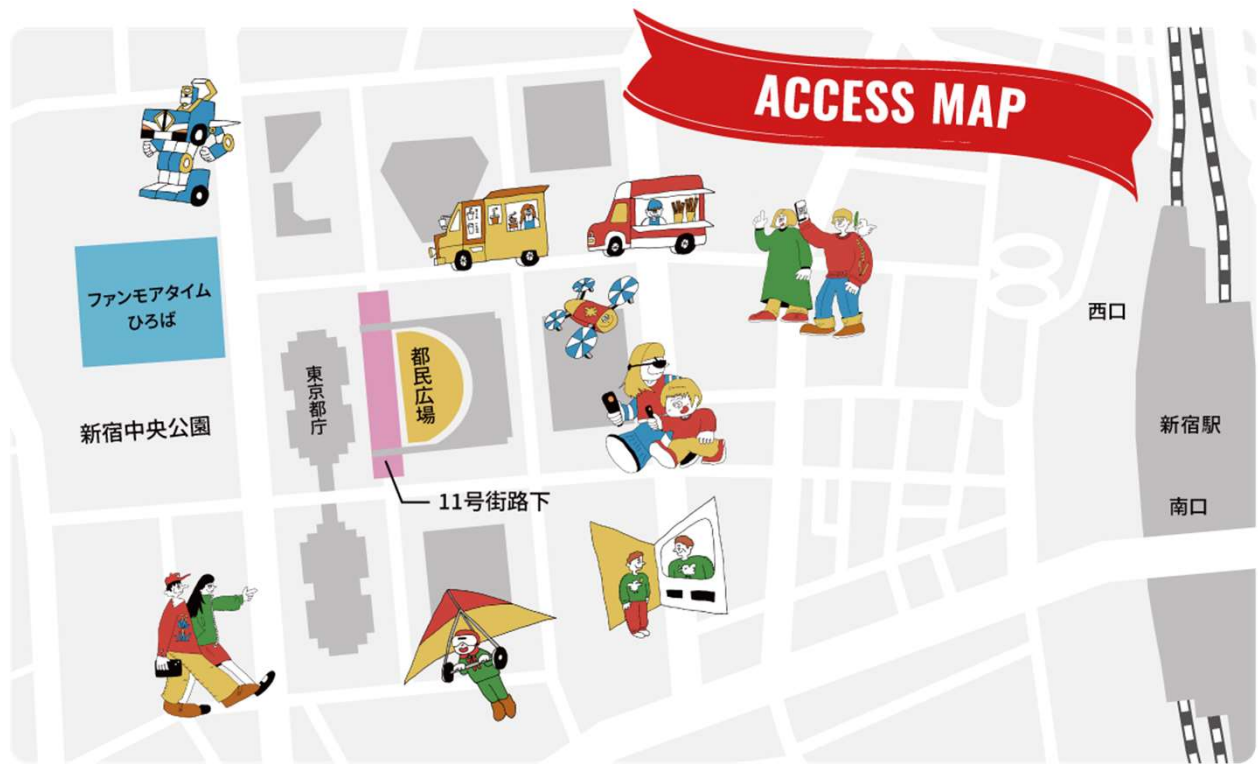 ACCESS MAP
ファンモアタイム
ひろば
西口
都民広場
東京都庁
新宿中央公園
新宿駅
11号街路下
南口